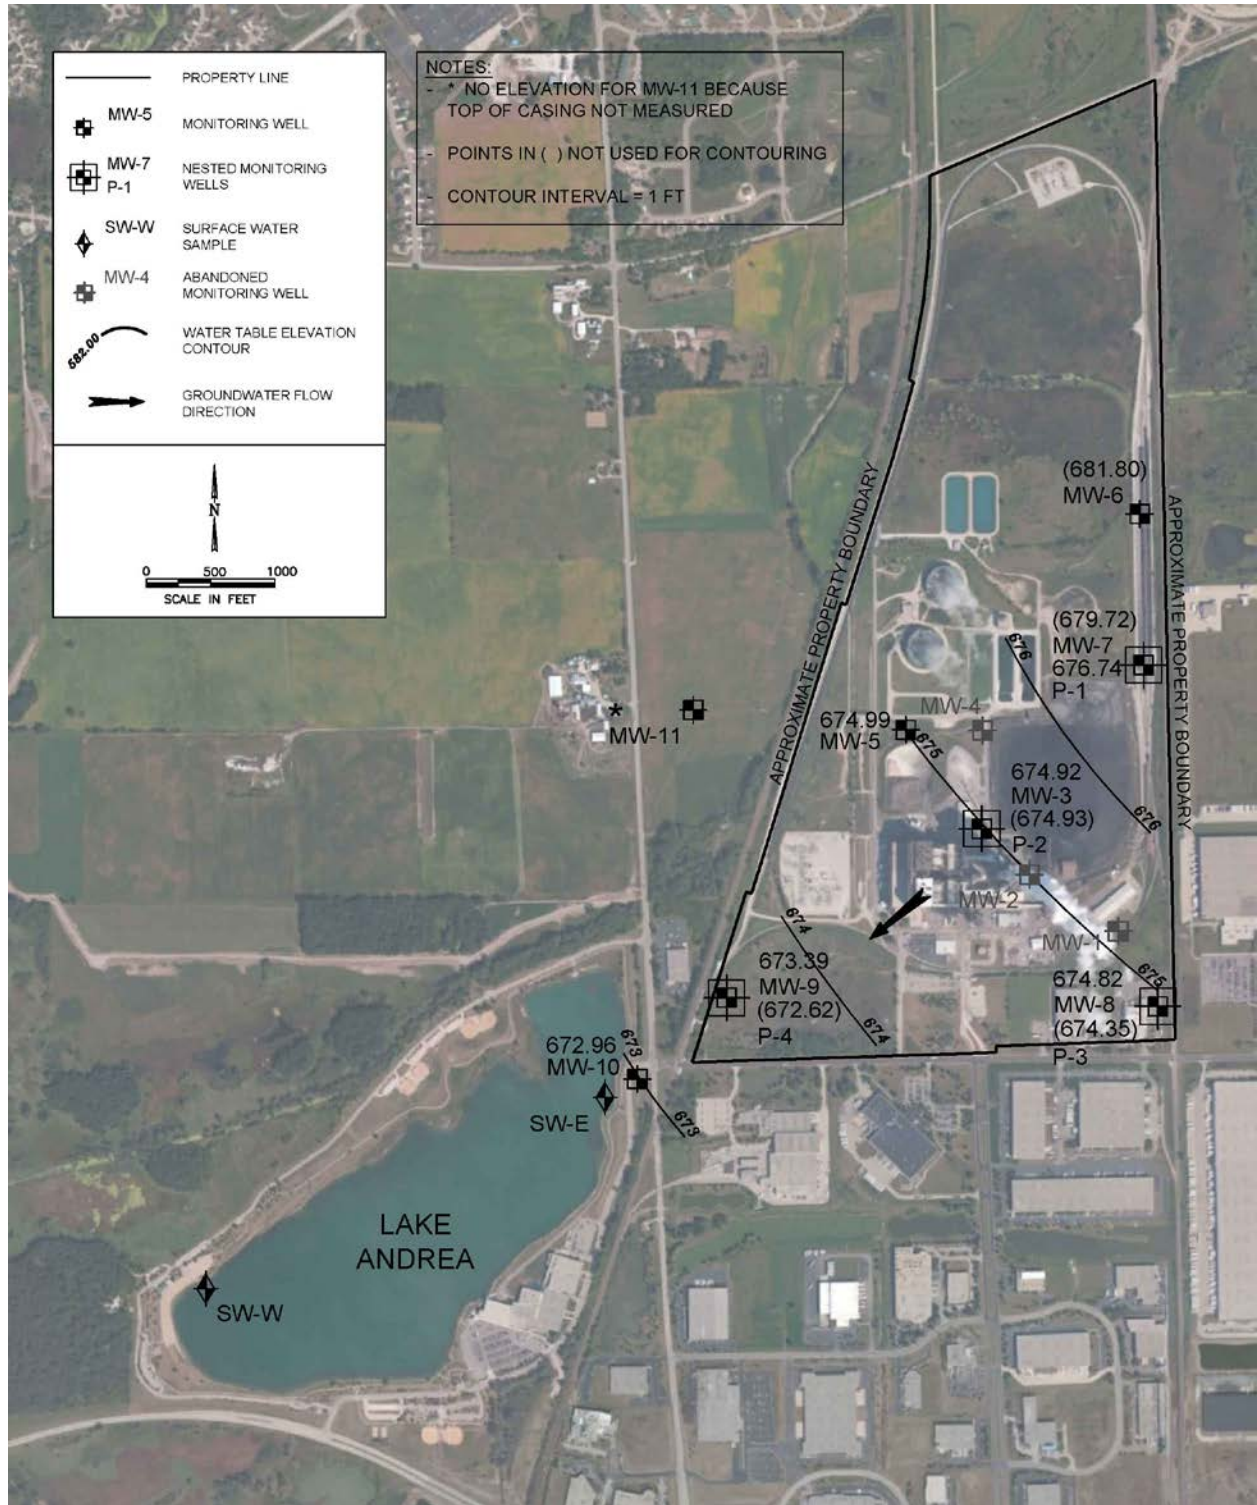 PROPERTY LINE
MW-5
MONITORING WELL
MW-7
P-1
NESTED MONITORING
WELLS
SW-W
SURFACE WATER
SAMPLE
MW-4
ABANDONED
MONITORING WELL
582.00
WATER TABLE ELEVATION
CONTOUR
GROUNDWATER FLOW
DIRECTION
N
0 500 1000
SCALE IN FEET
NOTES:
- * NO ELEVATION FOR MW-11 BECAUSE
TOP OF CASING NOT MEASURED
- POINTS IN ( ) NOT USED FOR CONTOURING
- CONTOUR INTERVAL = 1 FT
(681.80)
MW-6
APPROXIMATE PROPERTY BOUNDARY
APPROXIMATE PROPERTY BOUNDARY
(679.72)
MW-7
676.74
P-1
676
MW-4
674.99
MW-5
675
*
MW-11
674.92
MW-3
(674.93)
P-2
676
MW-2
674
MW-1
673.39
MW-9
(672.62)
P-4
675
674.82
MW-8
(674.35)
P-3
674
672.96
MW-10
673
SW-E
673
LAKE
ANDREA
SW-W